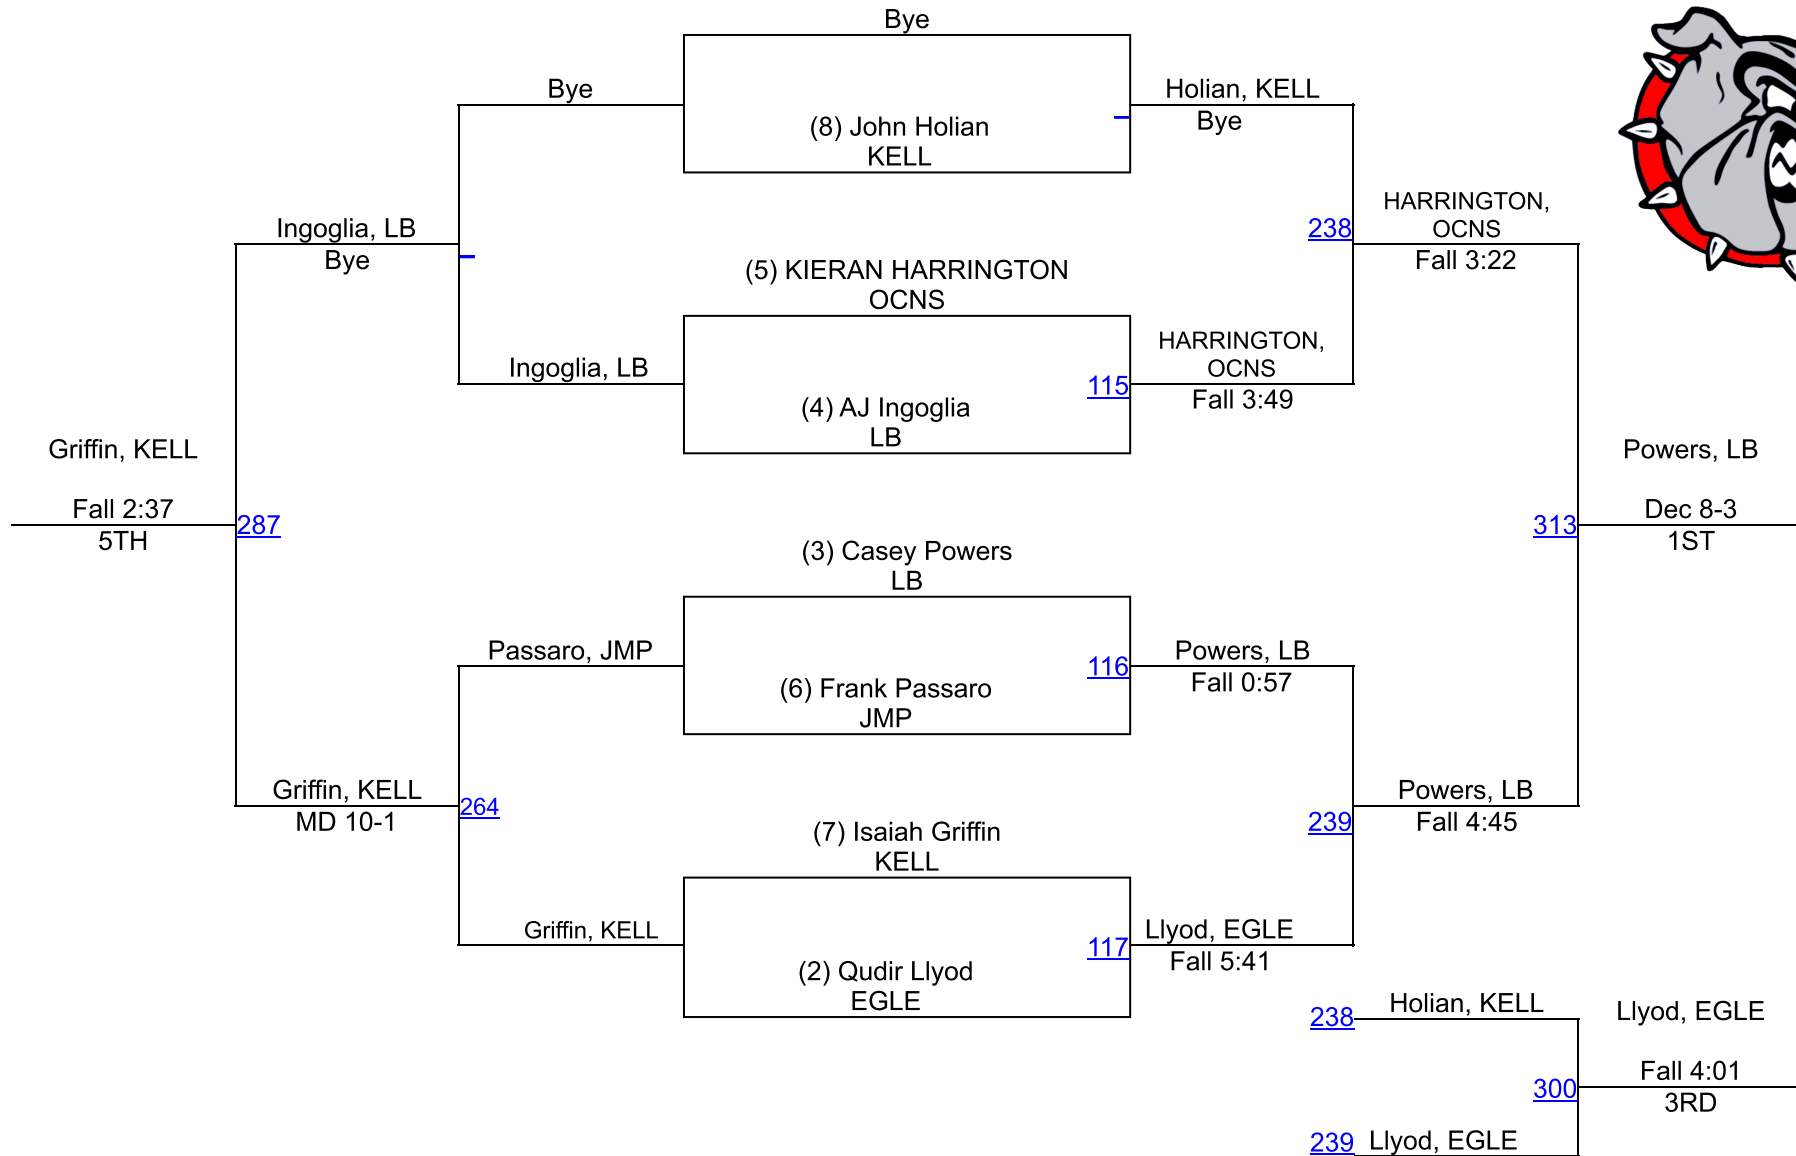 Bye
Bye
(8) John Holian
KELL
Holian, KELL
Bye
Ingoglia, LB
Bye
238
HARRINGTON,
OCNS
Fall 3:22
(5) KIERAN HARRINGTON
OCNS
Ingoglia, LB
(4) AJ Ingoglia
LB
115
HARRINGTON,
OCNS
Fall 3:49
Griffin, KELL
Fall 2:37
5TH
287
Powers, LB
313
Dec 8-3
1ST
(3) Casey Powers
LB
Passaro, JMP
(6) Frank Passaro
JMP
116
Powers, LB
Fall 0:57
Griffin, KELL
MD 10-1
264
239
Powers, LB
Fall 4:45
(7) Isaiah Griffin
KELL
Griffin, KELL
(2) Qudir Llyod
EGLE
117
Llyod, EGLE
Fall 5:41
238
Holian, KELL
Llyod, EGLE
300
Fall 4:01
3RD
239
Llyod, EGLE